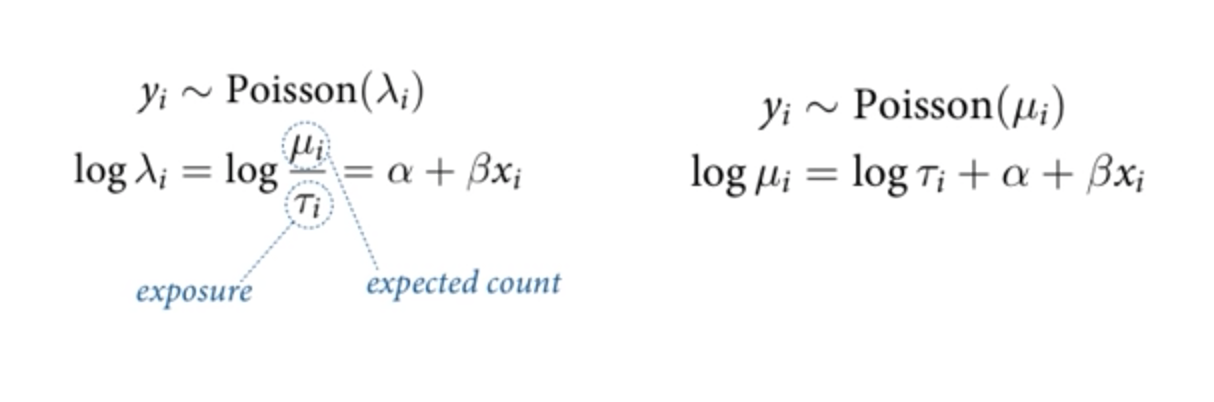 yᵢ ~ Poisson(λᵢ)
log λᵢ = log μᵢ/τᵢ = α + βxᵢ
exposure
expected count
yᵢ ~ Poisson(μᵢ)
log μᵢ = log τᵢ + α + βxᵢ